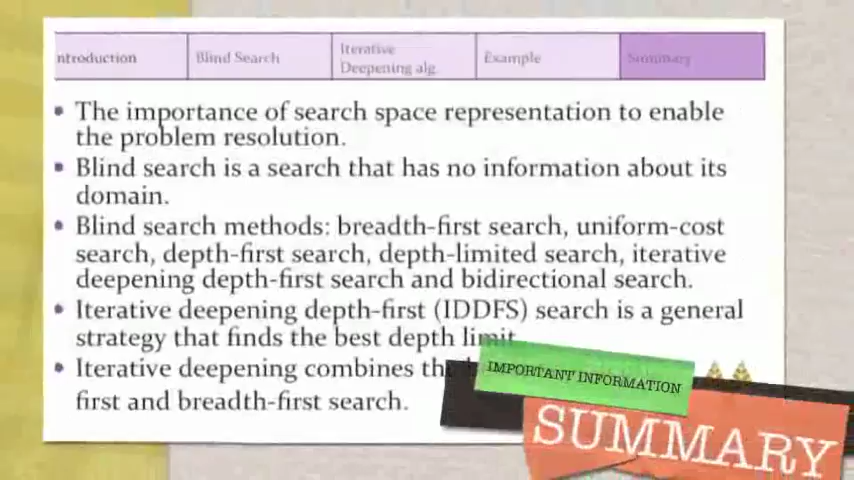 ntroduction
Blind Search
Iterative
Deepening alg.
Example
Summary
• The importance of search space representation to enable
the problem resolution.
• Blind search is a search that has no information about its
domain.
• Blind search methods: breadth-first search, uniform-cost
search, depth-first search, depth-limited search, iterative
deepening depth-first search and bidirectional search.
• Iterative deepening depth-first (IDDFS) search is a general
strategy that finds the best depth limit
• Iterative deepening combines the
first and breadth-first search.
IMPORTANT INFORMATION
SUMMARY